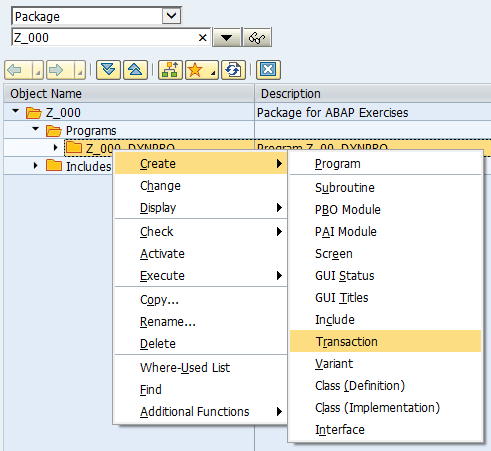 Package
Z_000
Object Name Description
Z_000 Package for ABAP Exercises
Programs
Z_000_DYNPRO Program Z_00_DYNPRO
Includes
Create
Change
Display
Check
Activate
Execute
Copy...
Rename...
Delete
Where-Used List
Find
Additional Functions
Program
Subroutine
PBO Module
PAI Module
Screen
GUI Status
GUI Titles
Include
Transaction
Variant
Class (Definition)
Class (Implementation)
Interface